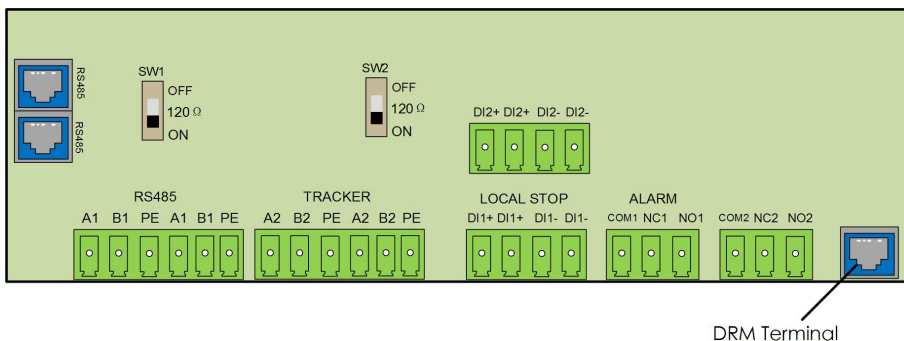 RS485
RS485
SW1
OFF
120 Ω
ON
SW2
OFF
120 Ω
ON
DI2+ DI2+ DI2- DI2-
RS485
A1 B1 PE A1 B1 PE
TRACKER
A2 B2 PE A2 B2 PE
LOCAL STOP
DI1+ DI1+ DI1- DI1-
ALARM
COM1 NC1 NO1
COM2 NC2 NO2
DRM Terminal